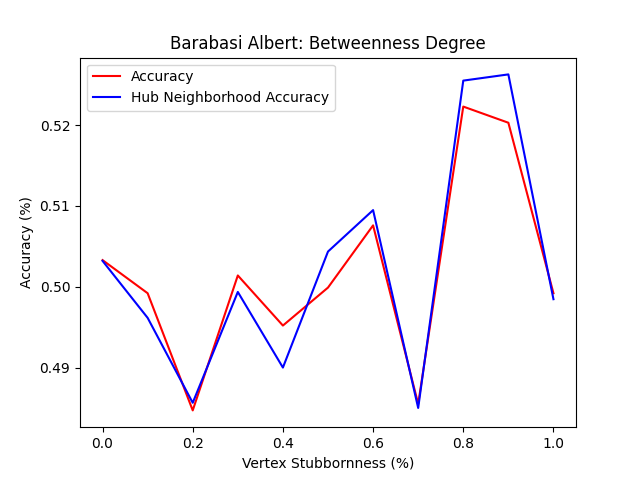 Barabasi Albert: Betweenness Degree
Accuracy
Hub Neighborhood Accuracy
Accuracy (%)
0.52
0.51
0.50
0.49
0.0 0.2 0.4 0.6 0.8 1.0
Vertex Stubbornness (%)